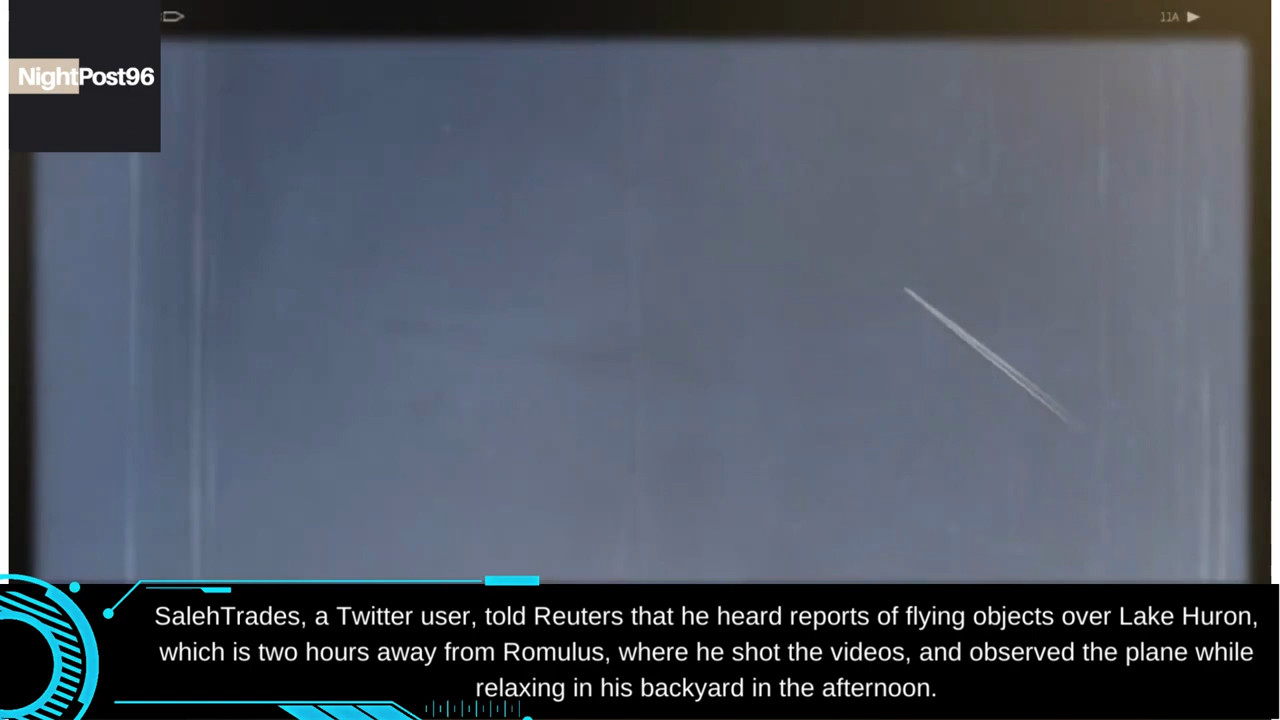 11A
NightPost96
SalehTrades, a Twitter user, told Reuters that he heard reports of flying objects over Lake Huron,
which is two hours away from Romulus, where he shot the videos, and observed the plane while
relaxing in his backyard in the afternoon.